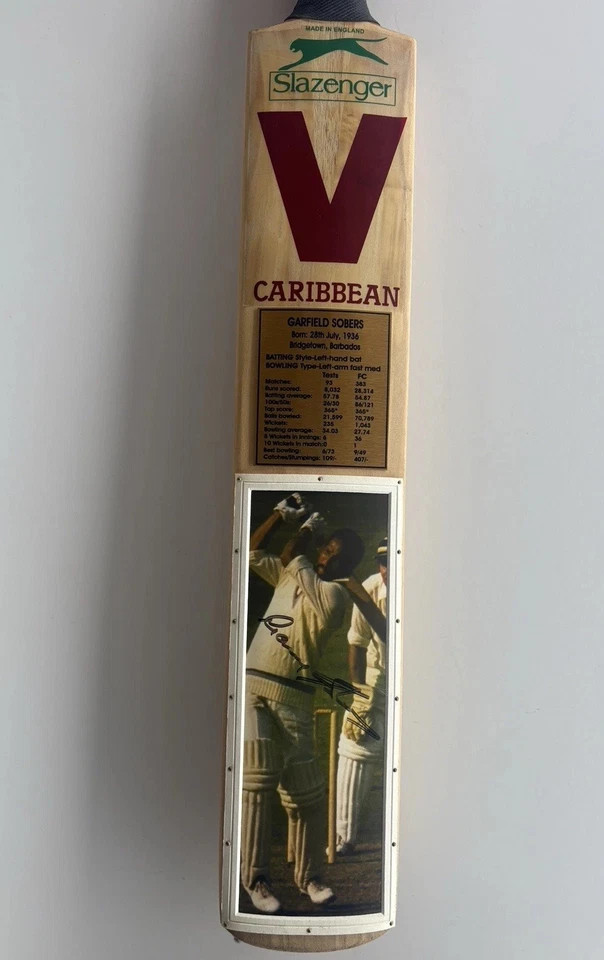 MADE IN ENGLAND
Slazenger
V
CARIBBEAN
GARFIELD SOBERS
Born: 28th July, 1936
Bridgetown, Barbados
BATTING Style-Left-hand bat
BOWLING Type-Left-arm fast med
Tests FC
Matches: 93 383
Runs scored: 8,032 28,314
Batting average: 57.78 54.87
100s/50s: 26/30 86/121
Top score: 365* 365*
Balls bowled: 21,599 70,789
Wickets: 235 1,043
Bowling average: 34.03 27.74
5 Wickets in innings: 6 36
10 Wickets in match: 0 1
Best bowling: 6/73 9/49
Catches/Stumpings: 109/- 407/-